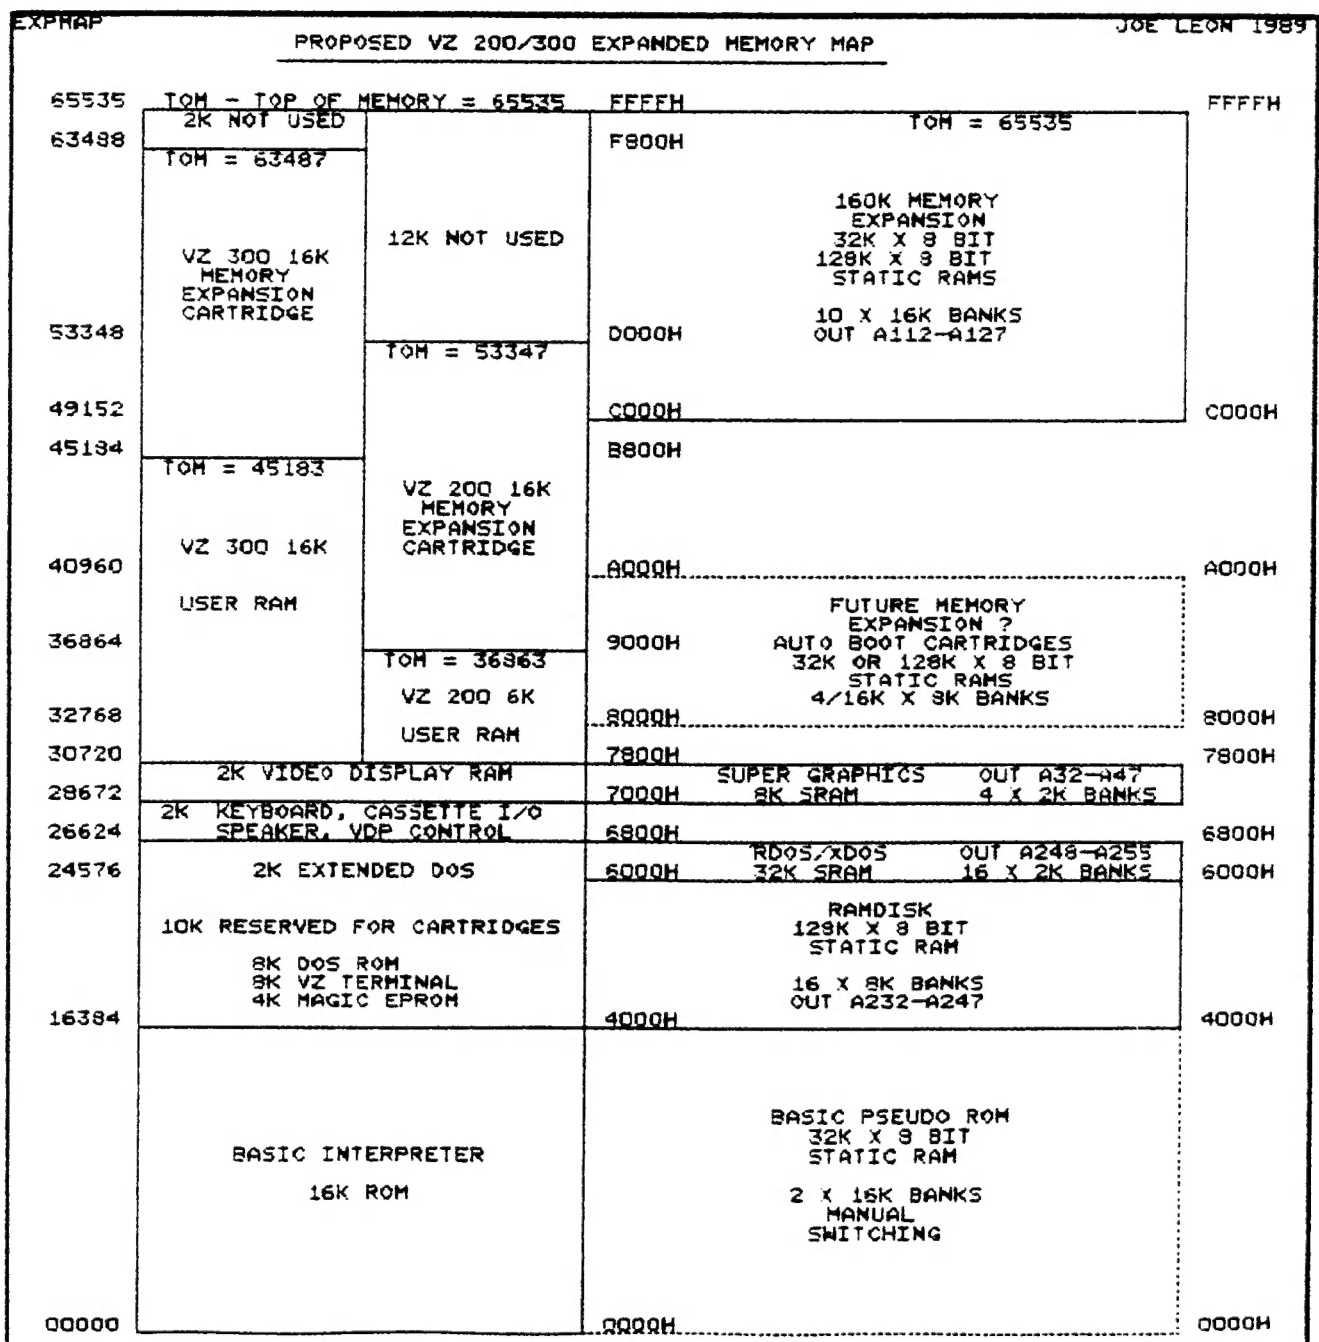 EXPMAP
JOE LEON 1989
PROPOSED VZ 200/300 EXPANDED MEMORY MAP
65535 TOM - TOP OF MEMORY = 65535 FFFFH FFFFH
2K NOT USED
TOM = 65535
63488 F800H
TOM = 63487
VZ 300 16K
MEMORY
EXPANSION
CARTRIDGE
12K NOT USED
160K MEMORY
EXPANSION
32K X 8 BIT
128K X 8 BIT
STATIC RAMS
10 X 16K BANKS
OUT A112-A127
53348 D000H
TOM = 53347
49152 C000H C000H
45184 B800H
TOM = 45183
VZ 300 16K
USER RAM
VZ 200 16K
MEMORY
EXPANSION
CARTRIDGE
40960 A000H A000H
FUTURE MEMORY
EXPANSION ?
AUTO BOOT CARTRIDGES
32K OR 128K X 8 BIT
STATIC RAMS
4/16K X 8K BANKS
36864 9000H
TOM = 36863
VZ 200 6K
USER RAM
32768 8000H 8000H
30720 7800H 7800H
2K VIDEO DISPLAY RAM
SUPER GRAPHICS OUT A32-A47
8K SRAM 4 X 2K BANKS
28672 7000H
2K KEYBOARD, CASSETTE I/O
SPEAKER, VDP CONTROL
26624 6800H 6800H
RDOS/XDOS OUT A248-A255
32K SRAM 16 X 2K BANKS
24576 2K EXTENDED DOS 6000H 6000H
10K RESERVED FOR CARTRIDGES
8K DOS ROM
8K VZ TERMINAL
4K MAGIC EPROM
RAMDISK
128K X 8 BIT
STATIC RAM
16 X 8K BANKS
OUT A232-A247
16384 4000H 4000H
BASIC INTERPRETER
16K ROM
BASIC PSEUDO ROM
32K X 8 BIT
STATIC RAM
2 X 16K BANKS
MANUAL
SWITCHING
00000 0000H 0000H